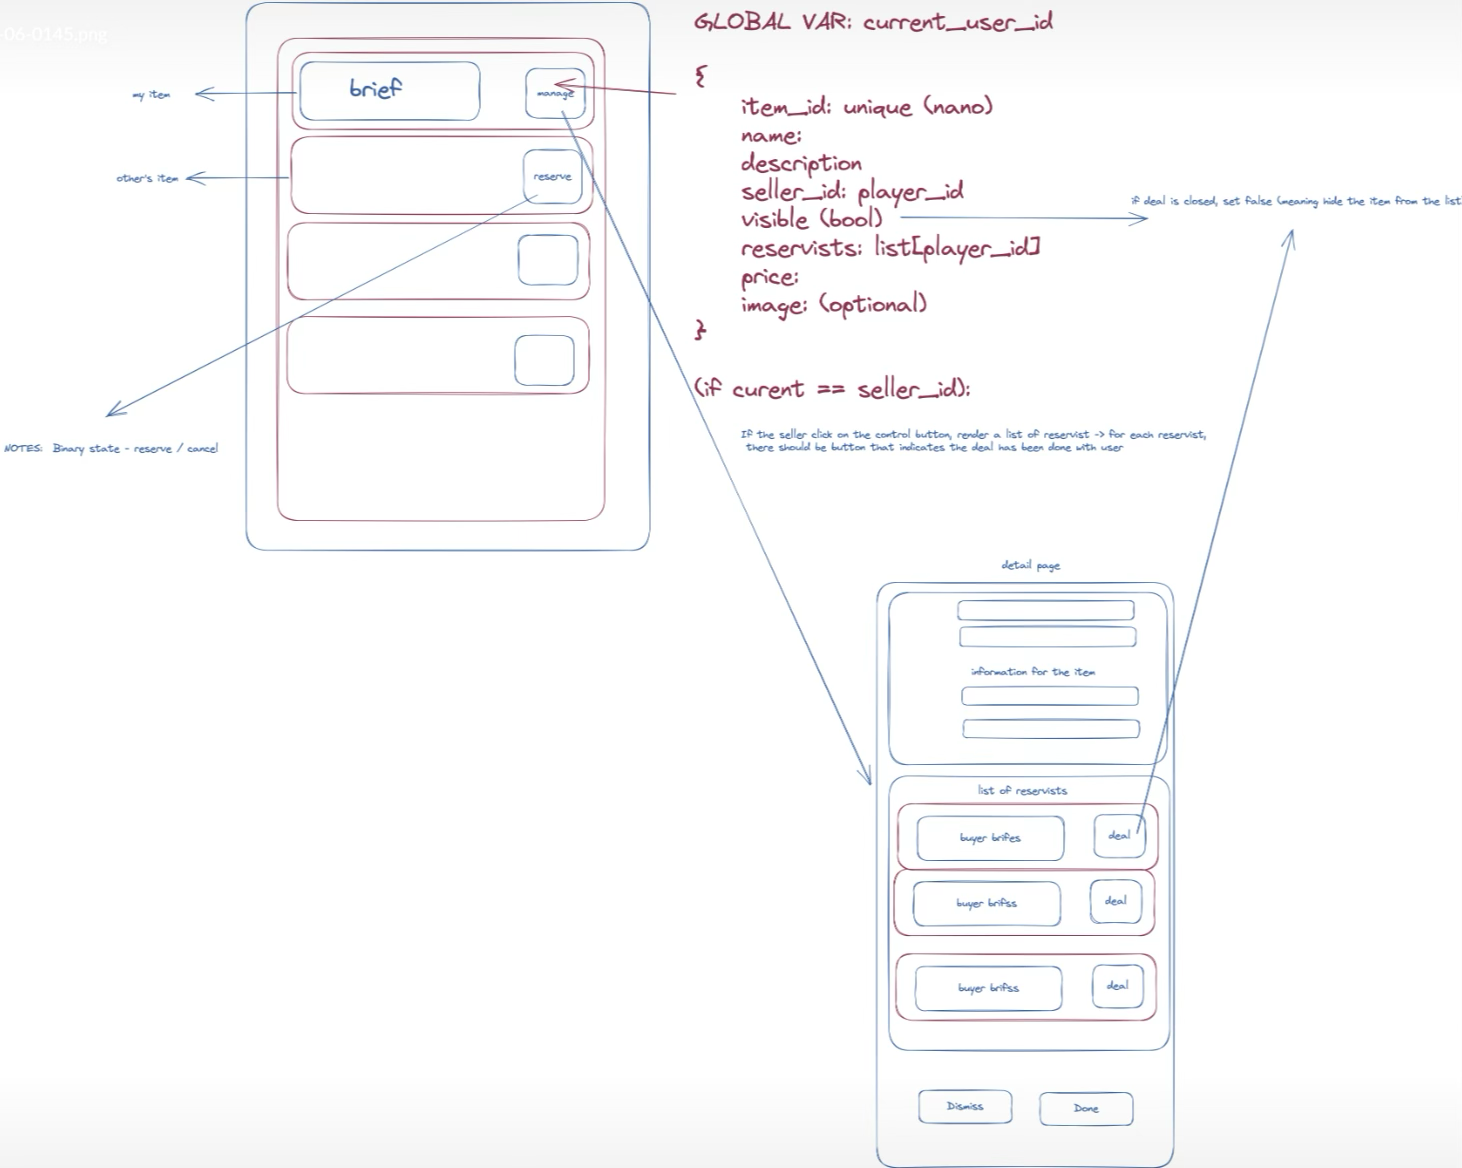 -06-0145.png
GLOBAL VAR: current_user_id
{
item_id: unique (nano)
name:
description
seller_id: player_id
visible (bool)
reservists: list[player_id]
price:
image: (optional)
}
(if curent == seller_id):
my item
brief
manage
other's item
reserve
if deal is closed, set false (meaning hide the item from the list
NOTES: Binary state - reserve / cancel
If the seller click on the control button, render a list of reservist -> for each reservist,
there should be button that indicates the deal has been done with user
detail page
information for the item
list of reservists
buyer brifes
deal
buyer brifss
deal
buyer brifss
deal
Dismiss
Done